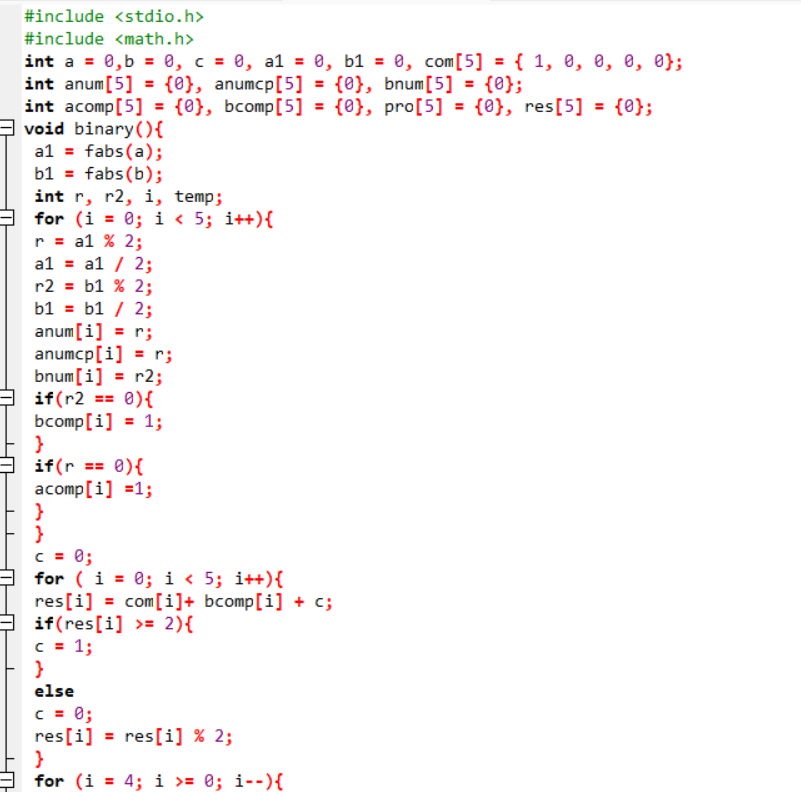 #include <stdio.h>
#include <math.h>
int a = 0,b = 0, c = 0, a1 = 0, b1 = 0, com[5] = { 1, 0, 0, 0, 0};
int anum[5] = {0}, anumcp[5] = {0}, bnum[5] = {0};
int acomp[5] = {0}, bcomp[5] = {0}, pro[5] = {0}, res[5] = {0};
void binary(){
a1 = fabs(a);
b1 = fabs(b);
int r, r2, i, temp;
for (i = 0; i < 5; i++){
r = a1 % 2;
a1 = a1 / 2;
r2 = b1 % 2;
b1 = b1 / 2;
anum[i] = r;
anumcp[i] = r;
bnum[i] = r2;
if(r2 == 0){
bcomp[i] = 1;
}
if(r == 0){
acomp[i] =1;
}
}
c = 0;
for ( i = 0; i < 5; i++){
res[i] = com[i]+ bcomp[i] + c;
if(res[i] >= 2){
c = 1;
}
else
c = 0;
res[i] = res[i] % 2;
}
for (i = 4; i >= 0; i--){